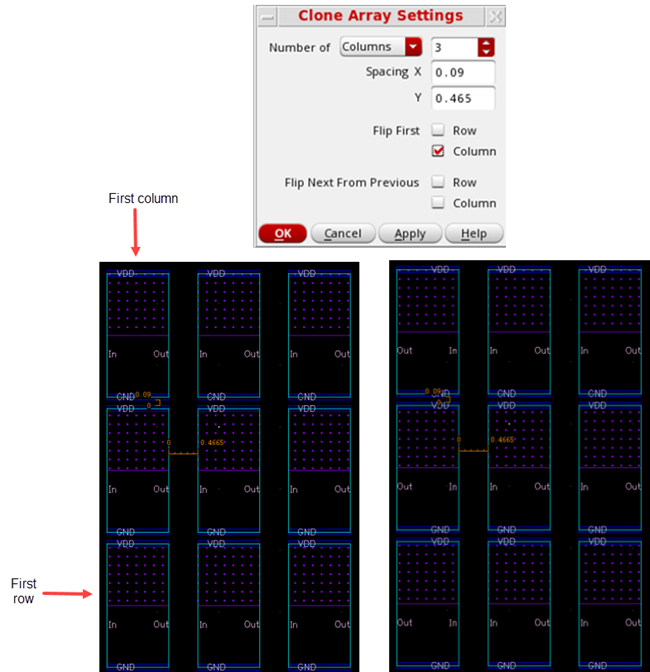 Clone Array Settings
Number of Columns 3
Spacing X 0.09
Y 0.465
Flip First Row
Column
Flip Next From Previous Row
Column
OK Cancel Apply Help
First column
VDD VDD VDD
In Out In Out In Out
GND 0.09 GND GND
0
VDD VDD VDD
0 0.4665
In Out In Out In Out
GND GND GND
VDD VDD VDD
First
row
In Out In Out In Out
GND GND GND
VDD VDD VDD
Out In In Out In Out
0.09 GND GND GND
VDD VDD VDD
0 0.4665
Out In In Out In Out
GND GND GND
VDD VDD VDD
Out In In Out In Out
GND GND GND